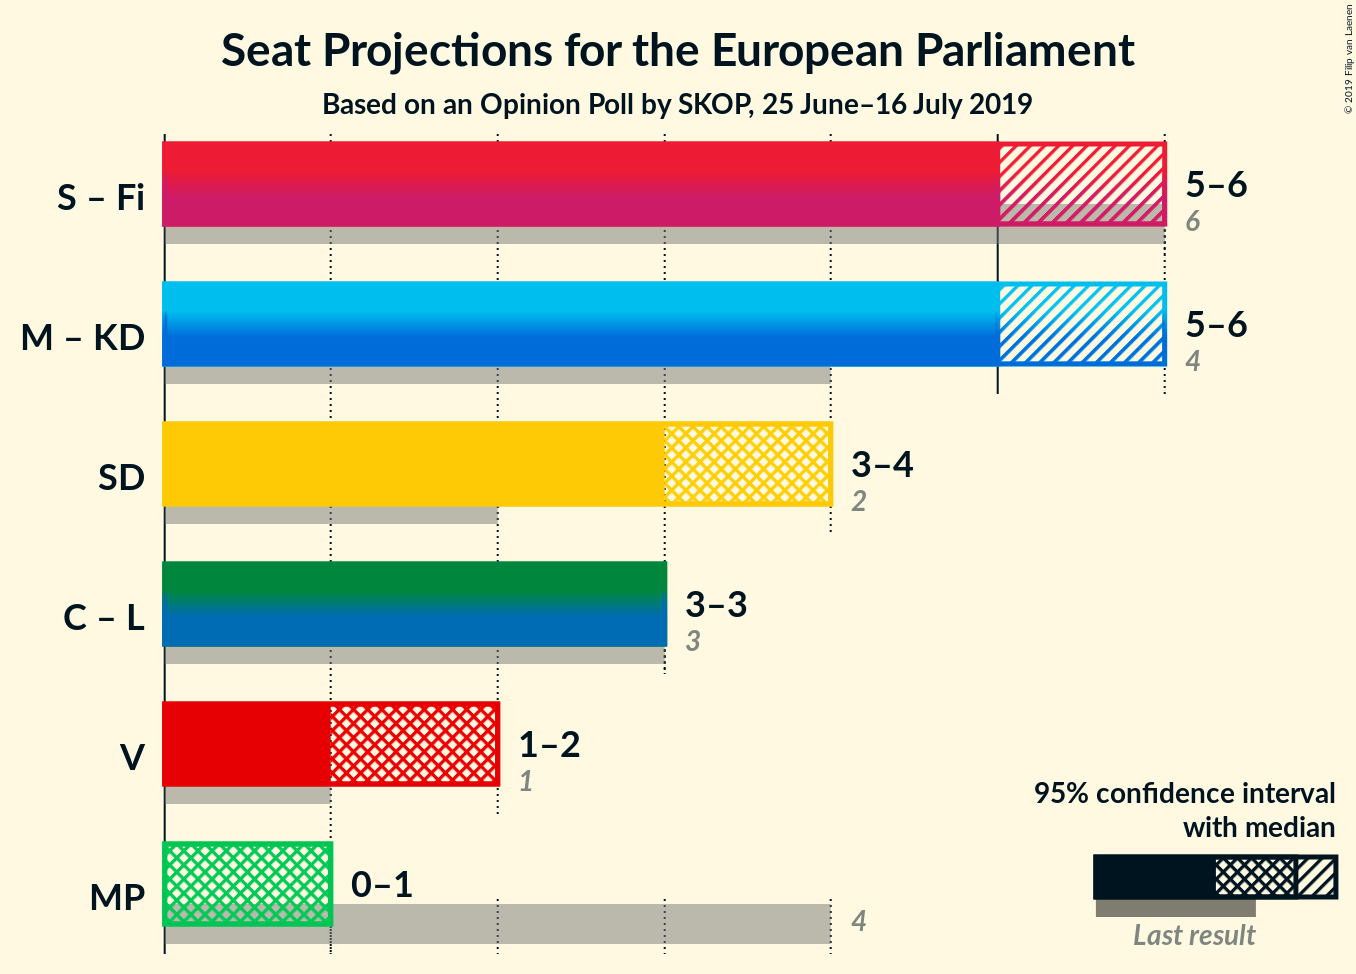 Seat Projections for the European Parliament
Based on an Opinion Poll by SKOP, 25 June–16 July 2019
© 2019 Filip van Laenen
S – Fi
5–6
6
M – KD
5–6
4
SD
3–4
2
C – L
3–3
3
V
1–2
1
MP
0–1
4
95% confidence interval
with median
Last result